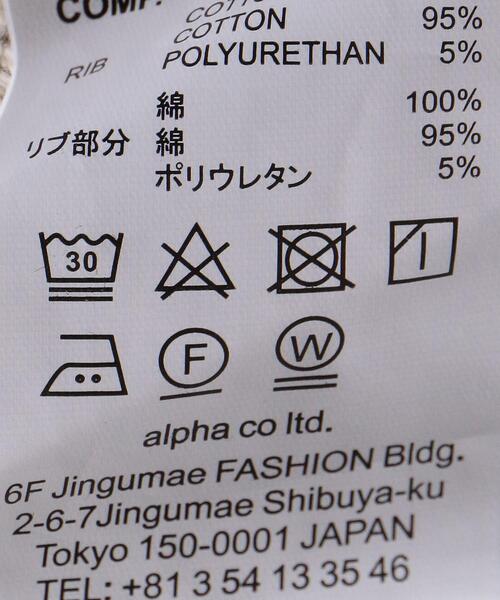 COMP.
COTTON
COTTON 95%
RIB POLYURETHAN 5%
綿 100%
リブ部分 綿 95%
ポリウレタン 5%
30
F W
alpha co ltd.
6F Jingumae FASHION Bldg.
2-6-7Jingumae Shibuya-ku
Tokyo 150-0001 JAPAN
TEL: +81 3 54 13 35 46